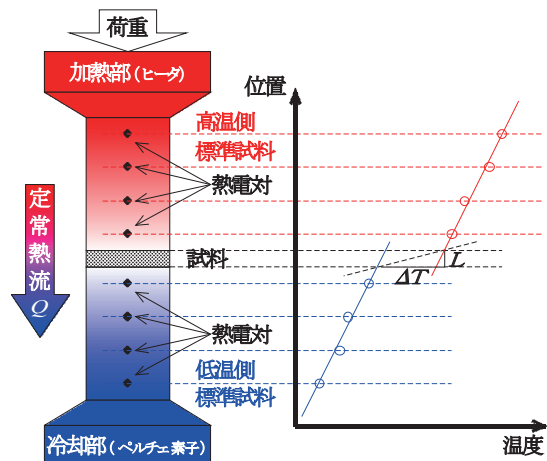 荷重
加熱部(ヒータ)
高温側
標準試料
熱電対
試料
熱電対
低温側
標準試料
冷却部(ペルチェ素子)
定常熱流Q
位置
L
ΔT
温度